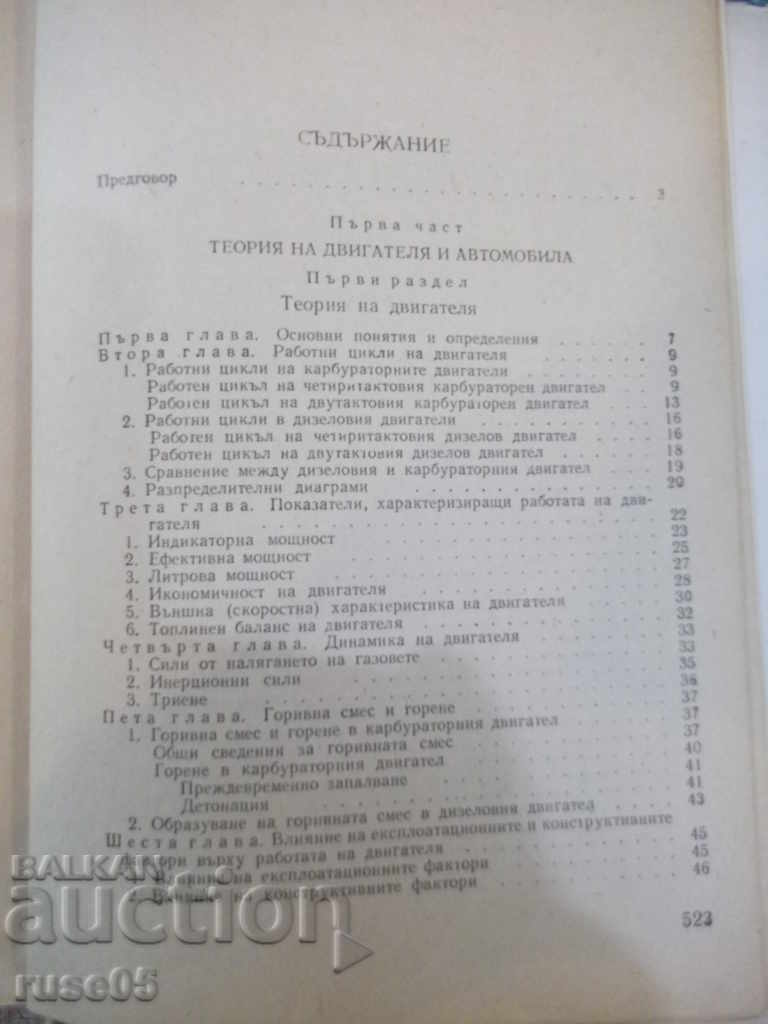 СЪДЪРЖАНИЕ
Предговор . . . . . . . . . . . . . . . . . . . . . . . . 3
Първа част
ТЕОРИЯ НА ДВИГАТЕЛЯ И АВТОМОБИЛА
Първи раздел
Теория на двигателя
Първа глава. Основни понятия и определения . . . . . 7
Втора глава. Работни цикли на двигателя . . . . . . 9
1. Работни цикли на карбураторните двигатели . . . . . 9
Работен цикъл на четиритактовия карбураторен двигател . . . 9
Работен цикъл на двутактовия карбураторен двигател . . . 13
2. Работни цикли в дизеловия двигатели . . . . . . . 16
Работен цикъл на четиритактовия дизелов двигател . . . . 16
Работен цикъл на двутактовия дизелов двигател . . . . . 18
3. Сравнение между дизеловия и карбураторния двигател . . . 19
4. Разпределителни диаграми . . . . . . . . . . . 20
Трета глава. Показатели, характеризиращи работата на дви-
гателя . . . . . . . . . . . . . . . . . 22
1. Индикаторна мощност . . . . . . . . . . . . 23
2. Ефективна мощност . . . . . . . . . . . . . 25
3. Литрова мощност . . . . . . . . . . . . . . 27
4. Икономичност на двигателя . . . . . . . . . . 28
5. Външна (скоростна) характеристика на двигателя . . . . 30
6. Топлинен баланс на двигателя . . . . . . . . . 32
Четвърта глава. Динамика на двигателя . . . . . . 33
1. Сили от налягането на газовете . . . . . . . . . 33
2. Инерционни сили . . . . . . . . . . . . . . 35
3. Триене . . . . . . . . . . . . . . . . . 36
Пета глава. Горивна смес и горене . . . . . . . . 37
1. Горивна смес и горене в карбураторния двигател . . . . 37
Общи сведения за горивната смес . . . . . . . . 37
Горене в карбураторния двигател . . . . . . . . 40
Преждевременно запалване . . . . . . . . . . 41
Детонация . . . . . . . . . . . . . . . 41
2. Образуване на горивната смес в дизеловия двигател . . . . 43
Шеста глава. Влияние на експлоатационните и конструктивните
фактори върху работата на двигателя . . . . . . . 45
1. Влияние на експлоатационните фактори . . . . . . . 45
2. Влияние на конструктивните фактори . . . . . . . 46
523
BALKAN
auction
ruse05